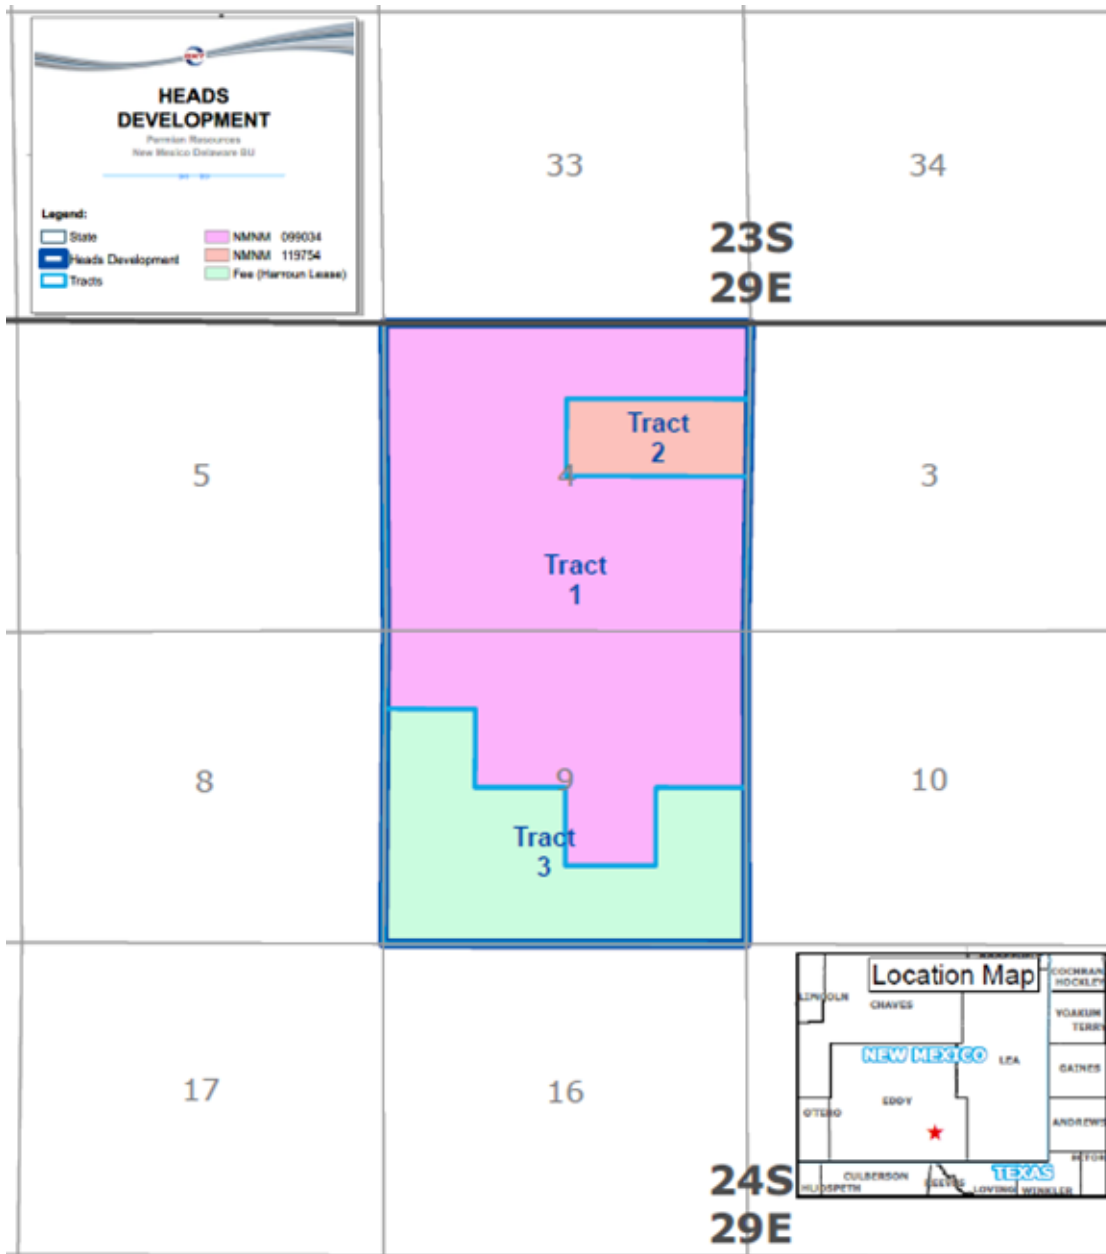 OXY
HEADS
DEVELOPMENT
Permian Resources
New Mexico Delaware BU
Legend:
State
Heads Development
Tracts
NMNM 099034
NMNM 119754
Fee (Harroun Lease)
33
34
23S
29E
5
4
3
Tract
2
Tract
1
8
9
10
Tract
3
17
16
24S
29E
Location Map
LINCOLN
CHAVES
COCHRAN
HOCKLEY
YOAKUM
TERRY
NEW MEXICO
LEA
GAINES
OTERO
EDDY
ANDREWS
CULBERSON
REEVES
TEXAS
HUDSPETH
LOVING
WINKLER